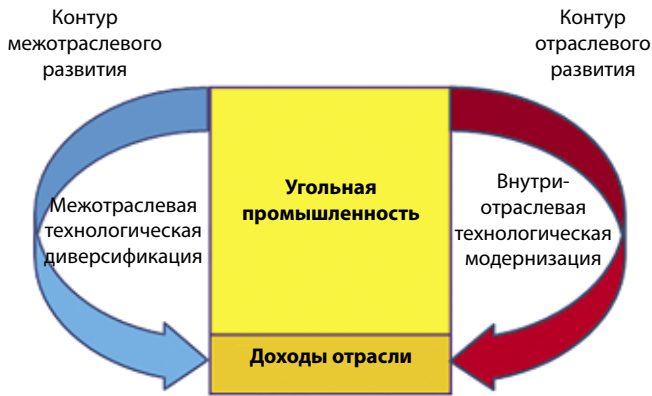 Контур
межотраслевого
развития
Контур
отраслевого
развития
Межотраслевая
технологическая
диверсификация
Угольная
промышленность
Внутри-
отраслевая
технологическая
модернизация
Доходы отрасли